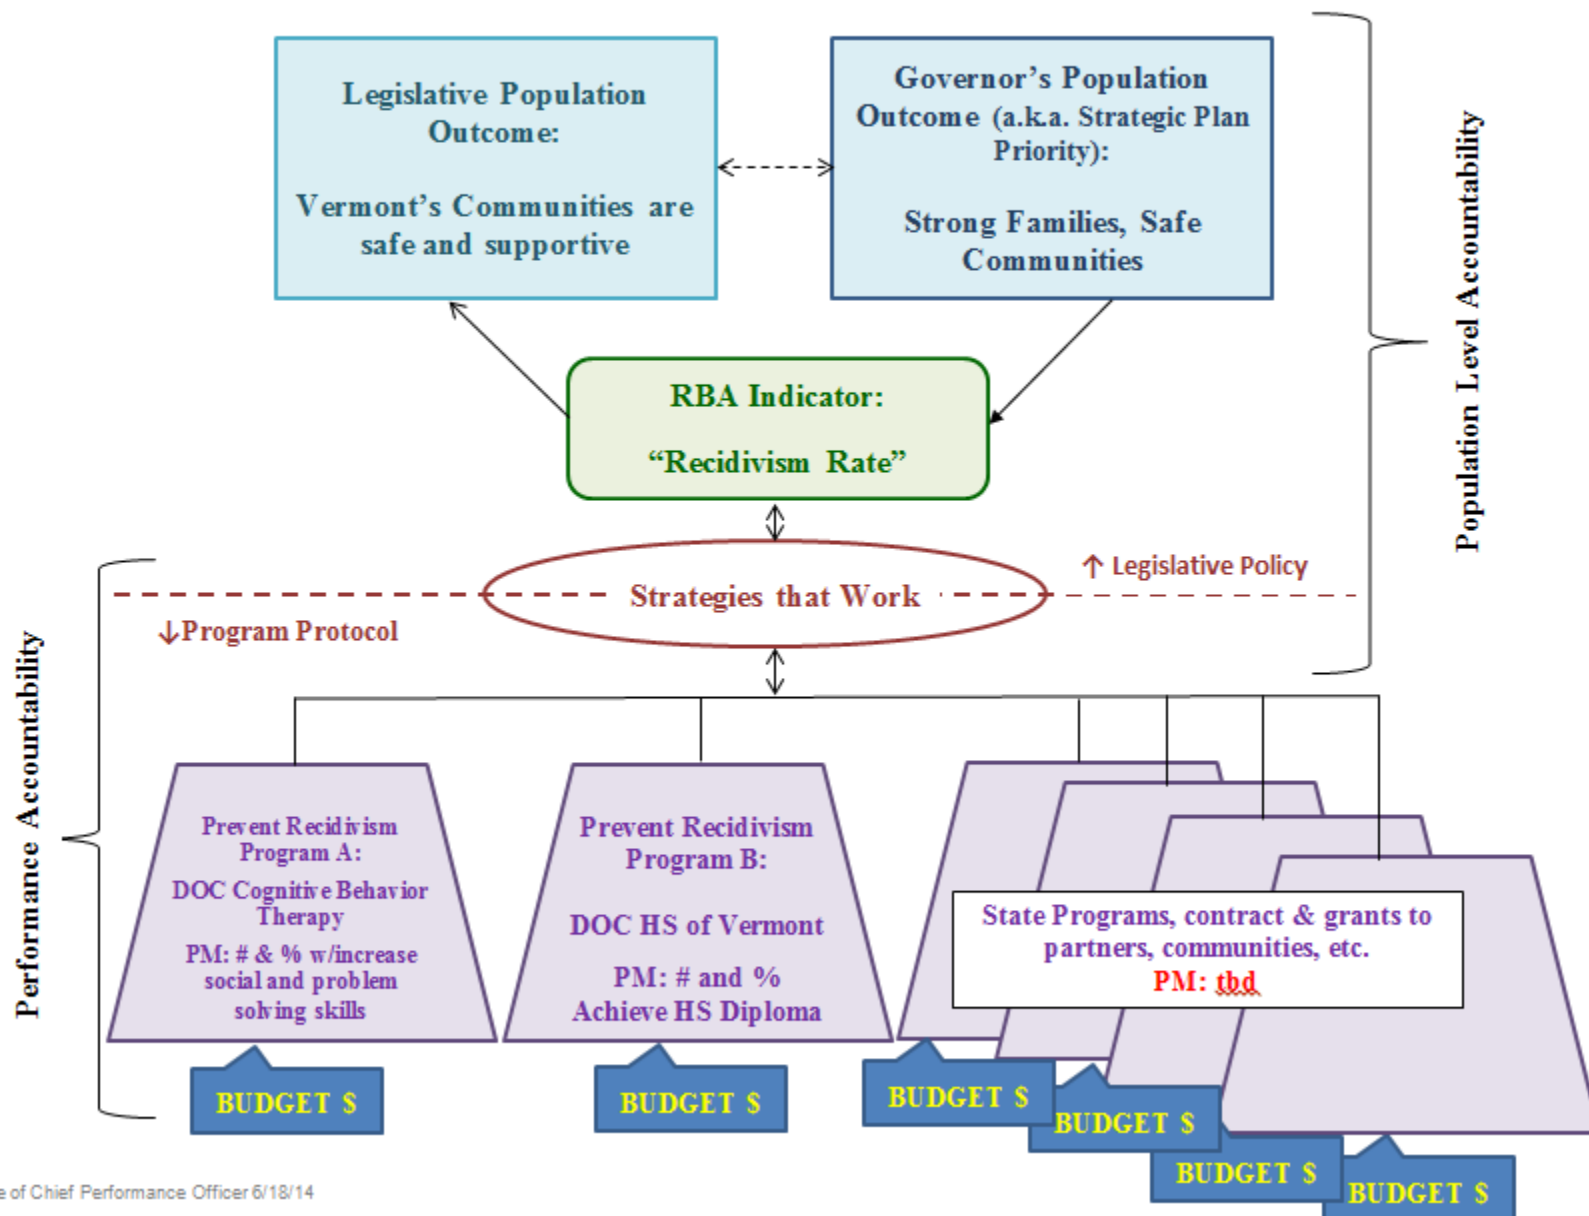 Legislative Population
Outcome:
Vermont’s Communities are
safe and supportive
Governor’s Population
Outcome (a.k.a. Strategic Plan
Priority):
Strong Families, Safe
Communities
Population Level Accountability
RBA Indicator:
“Recidivism Rate”
↑ Legislative Policy
Strategies that Work
↓Program Protocol
Performance Accountability
Prevent Recidivism
Program A:
DOC Cognitive Behavior
Therapy
PM: # & % w/increase
social and problem
solving skills
Prevent Recidivism
Program B:
DOC HS of Vermont
PM: # and %
Achieve HS Diploma
State Programs, contract & grants to
partners, communities, etc.
PM: tbd
BUDGET $
BUDGET $
BUDGET $
BUDGET $
BUDGET $
BUDGET $
e of Chief Performance Officer 6/18/14